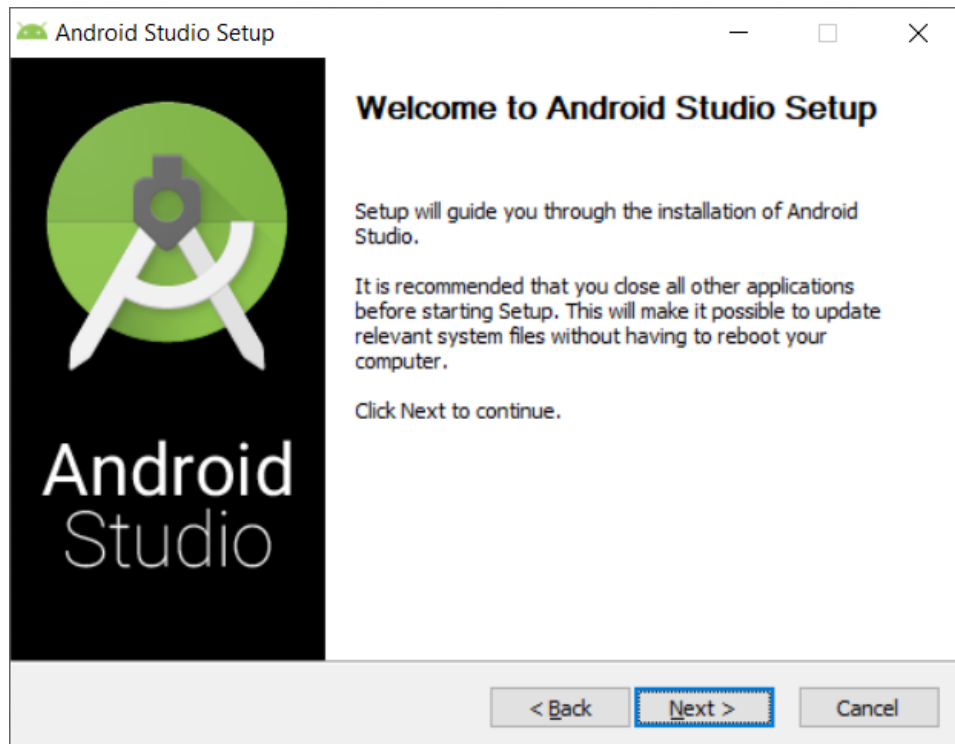 Android Studio Setup
Welcome to Android Studio Setup
Setup will guide you through the installation of Android
Studio.
It is recommended that you close all other applications
before starting Setup. This will make it possible to update
relevant system files without having to reboot your
computer.
Click Next to continue.
Android
Studio
< Back
Next >
Cancel